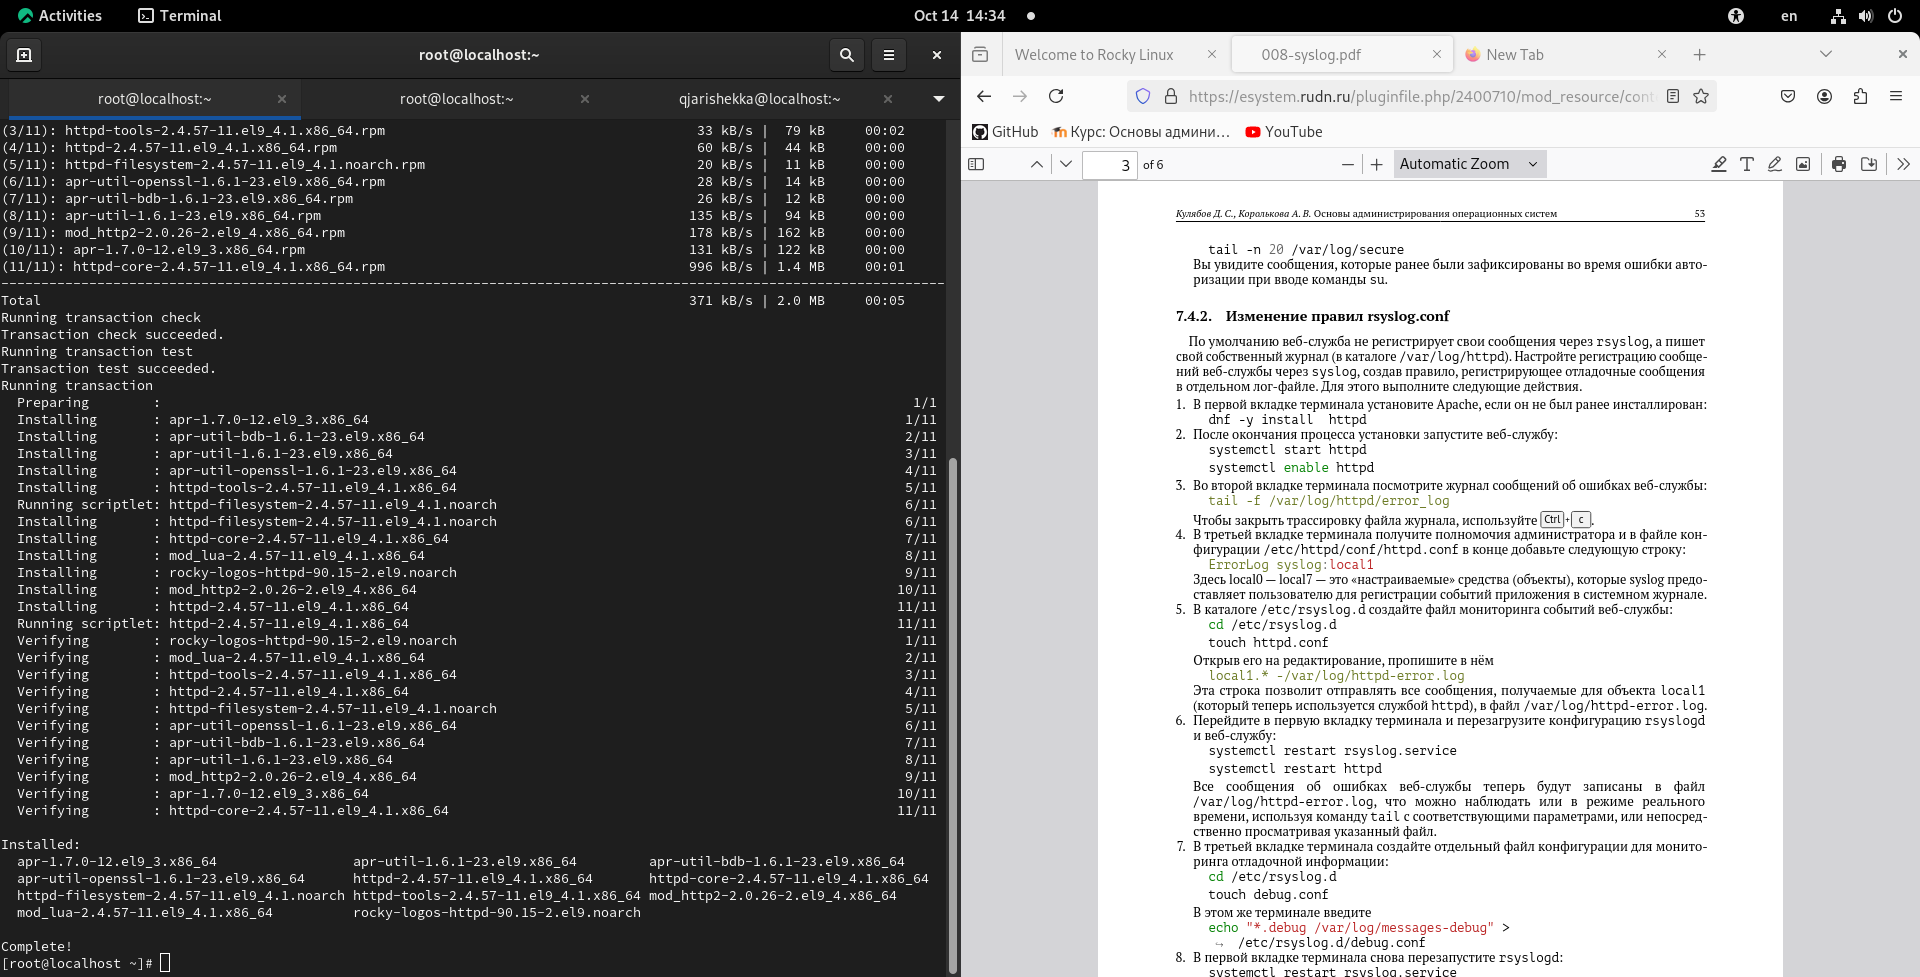 Activities Terminal Oct 14 14:34 en
root@localhost:~
root@localhost:~ root@localhost:~ qjarishekka@localhost:~
(3/11): httpd-tools-2.4.57-11.el9_4.1.x86_64.rpm 33 kB/s | 79 kB 00:02
(4/11): httpd-2.4.57-11.el9_4.1.x86_64.rpm 60 kB/s | 44 kB 00:00
(5/11): httpd-filesystem-2.4.57-11.el9_4.1.noarch.rpm 20 kB/s | 11 kB 00:00
(6/11): apr-util-openssl-1.6.1-23.el9.x86_64.rpm 28 kB/s | 14 kB 00:00
(7/11): apr-util-bdb-1.6.1-23.el9.x86_64.rpm 26 kB/s | 12 kB 00:00
(8/11): apr-util-1.6.1-23.el9.x86_64.rpm 135 kB/s | 94 kB 00:00
(9/11): mod_http2-2.0.26-2.el9_4.x86_64.rpm 178 kB/s | 162 kB 00:00
(10/11): apr-1.7.0-12.el9_3.x86_64.rpm 131 kB/s | 122 kB 00:00
(11/11): httpd-core-2.4.57-11.el9_4.1.x86_64.rpm 996 kB/s | 1.4 MB 00:01
--------------------------------------------------------------------------------
Total 371 kB/s | 2.0 MB 00:05
Running transaction check
Transaction check succeeded.
Running transaction test
Transaction test succeeded.
Running transaction
Preparing : 1/1
Installing : apr-1.7.0-12.el9_3.x86_64 1/11
Installing : apr-util-bdb-1.6.1-23.el9.x86_64 2/11
Installing : apr-util-1.6.1-23.el9.x86_64 3/11
Installing : apr-util-openssl-1.6.1-23.el9.x86_64 4/11
Installing : httpd-tools-2.4.57-11.el9_4.1.x86_64 5/11
Running scriptlet: httpd-filesystem-2.4.57-11.el9_4.1.noarch 6/11
Installing : httpd-filesystem-2.4.57-11.el9_4.1.noarch 6/11
Installing : httpd-core-2.4.57-11.el9_4.1.x86_64 7/11
Installing : mod_lua-2.4.57-11.el9_4.1.x86_64 8/11
Installing : rocky-logos-httpd-90.15-2.el9.noarch 9/11
Installing : mod_http2-2.0.26-2.el9_4.x86_64 10/11
Installing : httpd-2.4.57-11.el9_4.1.x86_64 11/11
Running scriptlet: httpd-2.4.57-11.el9_4.1.x86_64 11/11
Verifying : rocky-logos-httpd-90.15-2.el9.noarch 1/11
Verifying : mod_lua-2.4.57-11.el9_4.1.x86_64 2/11
Verifying : httpd-tools-2.4.57-11.el9_4.1.x86_64 3/11
Verifying : httpd-2.4.57-11.el9_4.1.x86_64 4/11
Verifying : httpd-filesystem-2.4.57-11.el9_4.1.noarch 5/11
Verifying : apr-util-openssl-1.6.1-23.el9.x86_64 6/11
Verifying : apr-util-bdb-1.6.1-23.el9.x86_64 7/11
Verifying : apr-util-1.6.1-23.el9.x86_64 8/11
Verifying : mod_http2-2.0.26-2.el9_4.x86_64 9/11
Verifying : apr-1.7.0-12.el9_3.x86_64 10/11
Verifying : httpd-core-2.4.57-11.el9_4.1.x86_64 11/11
Installed:
apr-1.7.0-12.el9_3.x86_64 apr-util-1.6.1-23.el9.x86_64 apr-util-bdb-1.6.1-23.el9.x86_64
apr-util-openssl-1.6.1-23.el9.x86_64 httpd-2.4.57-11.el9_4.1.x86_64 httpd-core-2.4.57-11.el9_4.1.x86_64
httpd-filesystem-2.4.57-11.el9_4.1.noarch httpd-tools-2.4.57-11.el9_4.1.x86_64 mod_http2-2.0.26-2.el9_4.x86_64
mod_lua-2.4.57-11.el9_4.1.x86_64 rocky-logos-httpd-90.15-2.el9.noarch
Complete!
[root@localhost ~]#
Welcome to Rocky Linux 008-syslog.pdf New Tab
https://esystem.rudn.ru/pluginfile.php/2400710/mod_resource/cont
GitHub Курс: Основы админи… YouTube
3 of 6 Automatic Zoom
Кулябов Д. С., Королькова А. В. Основы администрирования операционных систем 53
tail -n 20 /var/log/secure
Вы увидите сообщения, которые ранее были зафиксированы во время ошибки авто-
ризации при вводе команды su.
7.4.2. Изменение правил rsyslog.conf
По умолчанию веб-служба не регистрирует свои сообщения через rsyslog, а пишет
свой собственный журнал (в каталоге /var/log/httpd). Настройте регистрацию сообще-
ний веб-службы через syslog, создав правило, регистрирующее отладочные сообщения
в отдельном лог-файле. Для этого выполните следующие действия.
1. В первой вкладке терминала установите Apache, если он не был ранее инсталлирован:
dnf -y install httpd
2. После окончания процесса установки запустите веб-службу:
systemctl start httpd
systemctl enable httpd
3. Во второй вкладке терминала посмотрите журнал сообщений об ошибках веб-службы:
tail -f /var/log/httpd/error_log
Чтобы закрыть трассировку файла журнала, используйте Ctrl + c .
4. В третьей вкладке терминала получите полномочия администратора и в файле кон-
фигурации /etc/httpd/conf/httpd.conf в конце добавьте следующую строку:
ErrorLog syslog:local1
Здесь local0 — local7 — это «настраиваемые» средства (объекты), которые syslog предо-
ставляет пользователю для регистрации событий приложения в системном журнале.
5. В каталоге /etc/rsyslog.d создайте файл мониторинга событий веб-службы:
cd /etc/rsyslog.d
touch httpd.conf
Открыв его на редактирование, пропишите в нём
local1.* -/var/log/httpd-error.log
Эта строка позволит отправлять все сообщения, получаемые для объекта local1
(который теперь используется службой httpd), в файл /var/log/httpd-error.log.
6. Перейдите в первую вкладку терминала и перезагрузите конфигурацию rsyslogd
и веб-службу:
systemctl restart rsyslog.service
systemctl restart httpd
Все сообщения об ошибках веб-службы теперь будут записаны в файл
/var/log/httpd-error.log, что можно наблюдать или в режиме реального
времени, используя команду tail с соответствующими параметрами, или непосред-
ственно просматривая указанный файл.
7. В третьей вкладке терминала создайте отдельный файл конфигурации для монито-
ринга отладочной информации:
cd /etc/rsyslog.d
touch debug.conf
В этом же терминале введите
echo "*.debug /var/log/messages-debug" >
↪ /etc/rsyslog.d/debug.conf
8. В первой вкладке терминала снова перезапустите rsyslogd:
systemctl restart rsyslog.service